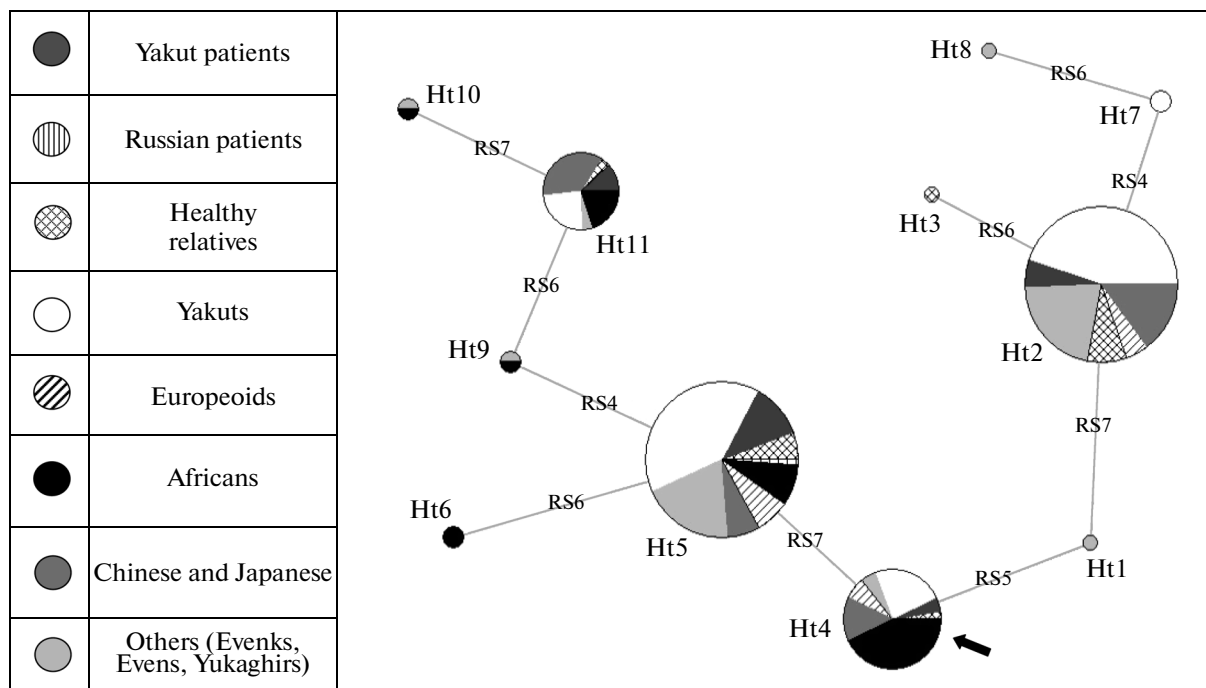 Yakut patients
Russian patients
Healthy
relatives
Yakuts
Europeoids
Africans
Chinese and Japanese
Others (Evenks,
Evens, Yukaghirs)
Ht8
RS6
Ht7
Ht10
RS7
RS4
Ht3
RS6
Ht11
RS6
Ht2
Ht9
RS4
RS7
Ht6
RS6
Ht5
RS7
Ht1
RS5
Ht4